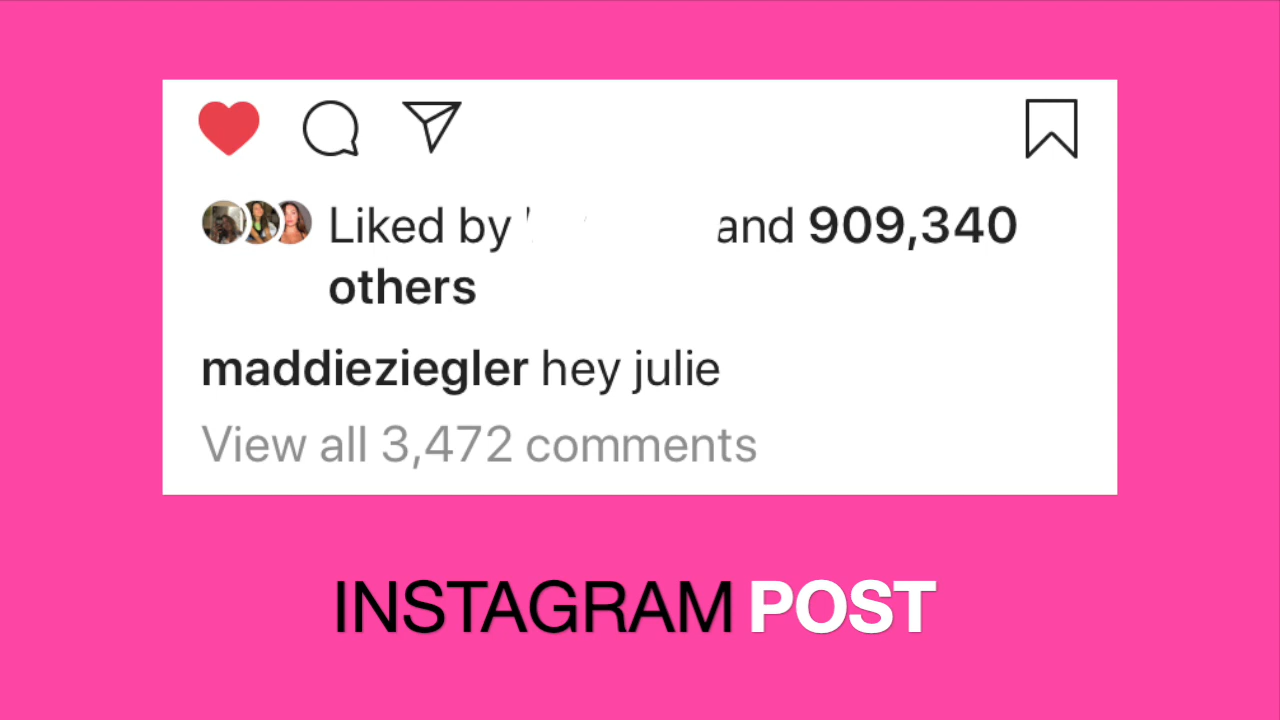 Liked by and 909,340
others
maddieziegler hey julie
View all 3,472 comments
INSTAGRAM POST